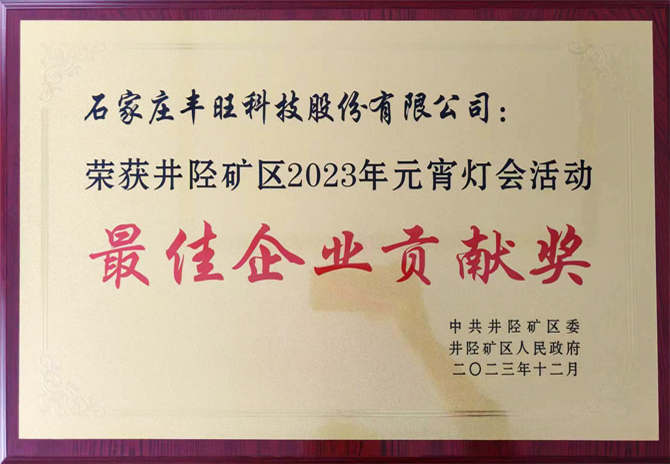 石家庄丰旺科技股份有限公司：
荣获井陉矿区2023年元宵灯会活动
最佳企业贡献奖
中共井陉矿区委
井陉矿区人民政府
二〇二三年十二月